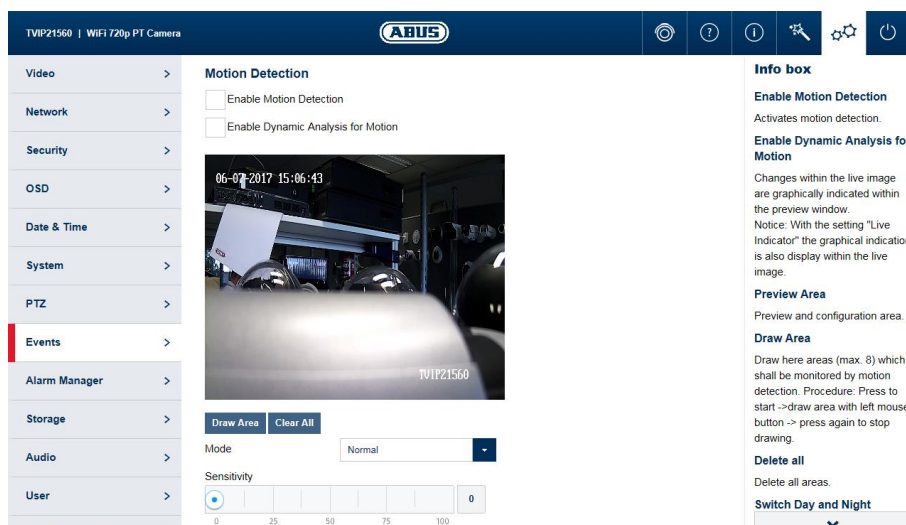 TVIP21560 | WiFi 720p PT Camera
ABUS
Video
Network
Security
OSD
Date & Time
System
PTZ
Events
Alarm Manager
Storage
Audio
User
Motion Detection
Enable Motion Detection
Enable Dynamic Analysis for Motion
06-07-2017 15:06:43
TVIP21560
Draw Area Clear All
Mode Normal
Sensitivity
0
0 25 50 75 100
Info box
Enable Motion Detection
Activates motion detection.
Enable Dynamic Analysis fo
Motion
Changes within the live image
are graphically indicated within
the preview window.
Notice: With the setting "Live
Indicator" the graphical indication
is also display within the live
image.
Preview Area
Preview and configuration area.
Draw Area
Draw here areas (max. 8) which
shall be monitored by motion
detection. Procedure: Press to
start ->draw area with left mouse
button -> press again to stop
drawing.
Delete all
Delete all areas.
Switch Day and Night